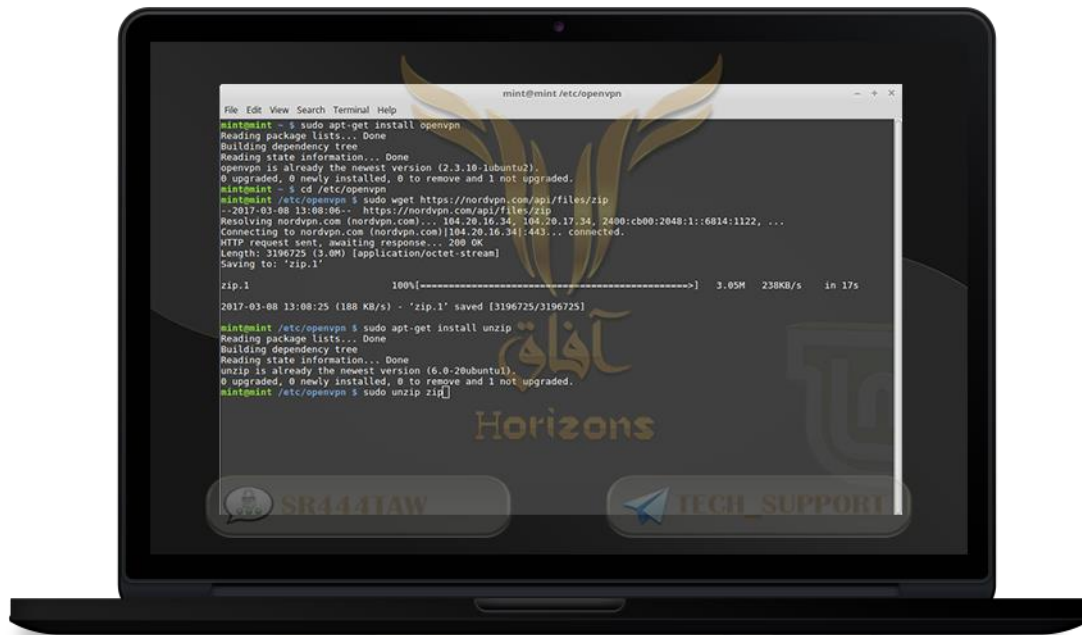 mint@mint /etc/openvpn
File Edit View Search Terminal Help
mint@mint ~ $ sudo apt-get install openvpn
Reading package lists... Done
Building dependency tree
Reading state information... Done
openvpn is already the newest version (2.3.10-1ubuntu2).
0 upgraded, 0 newly installed, 0 to remove and 1 not upgraded.
mint@mint ~ $ cd /etc/openvpn
mint@mint /etc/openvpn $ sudo wget https://nordvpn.com/api/files/zip
--2017-03-08 13:08:06-- https://nordvpn.com/api/files/zip
Resolving nordvpn.com (nordvpn.com)... 104.20.16.34, 104.20.17.34, 2400:cb00:2048:1::6814:1122, ...
Connecting to nordvpn.com (nordvpn.com)|104.20.16.34|:443... connected.
HTTP request sent, awaiting response... 200 OK
Length: 3196725 (3.0M) [application/octet-stream]
Saving to: ‘zip.1’
zip.1 100%[================================================>] 3.05M 238KB/s in 17s
2017-03-08 13:08:25 (188 KB/s) - ‘zip.1’ saved [3196725/3196725]
mint@mint /etc/openvpn $ sudo apt-get install unzip
Reading package lists... Done
Building dependency tree
Reading state information... Done
unzip is already the newest version (6.0-20ubuntu1).
0 upgraded, 0 newly installed, 0 to remove and 1 not upgraded.
mint@mint /etc/openvpn $ sudo unzip zip
آفاق
Horizons
SR444TAW
TECH_SUPPORT